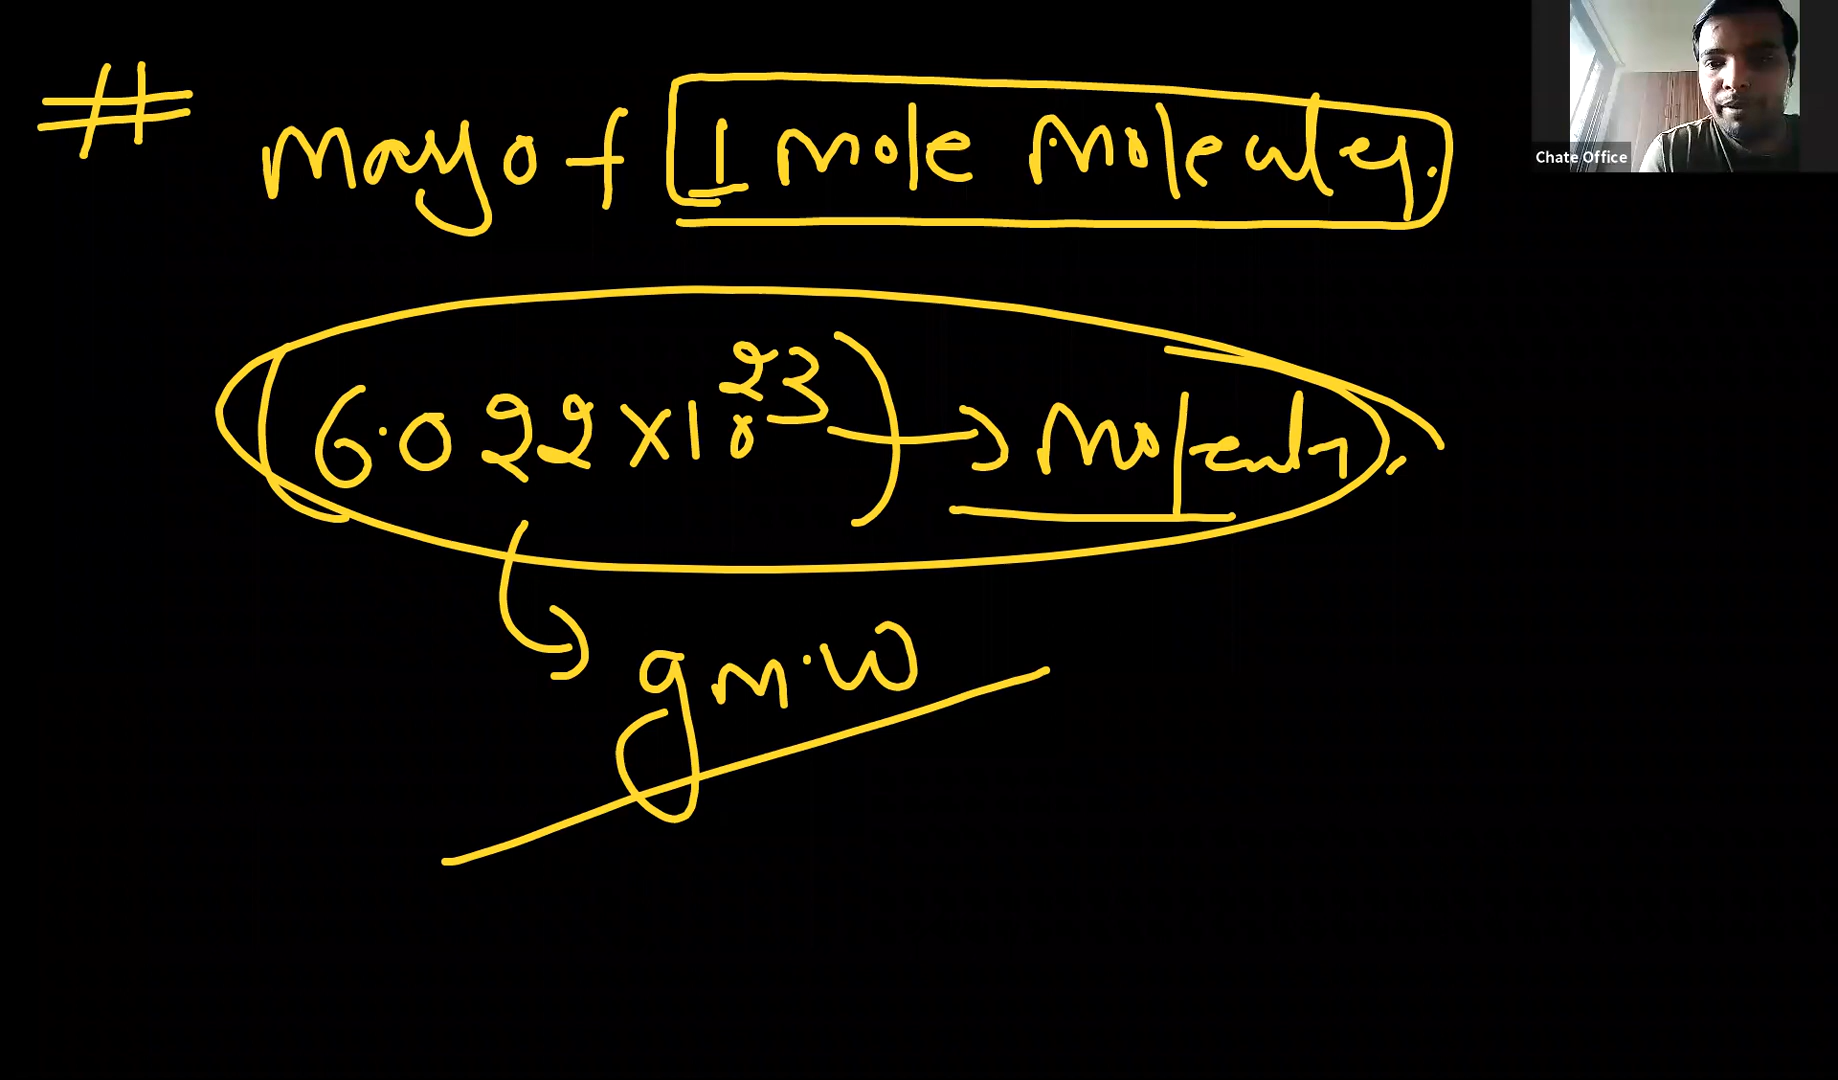 # Mass of 1 mole molecules.
Chate Office
(6.022 x 10^23) → molecules.
gm.w